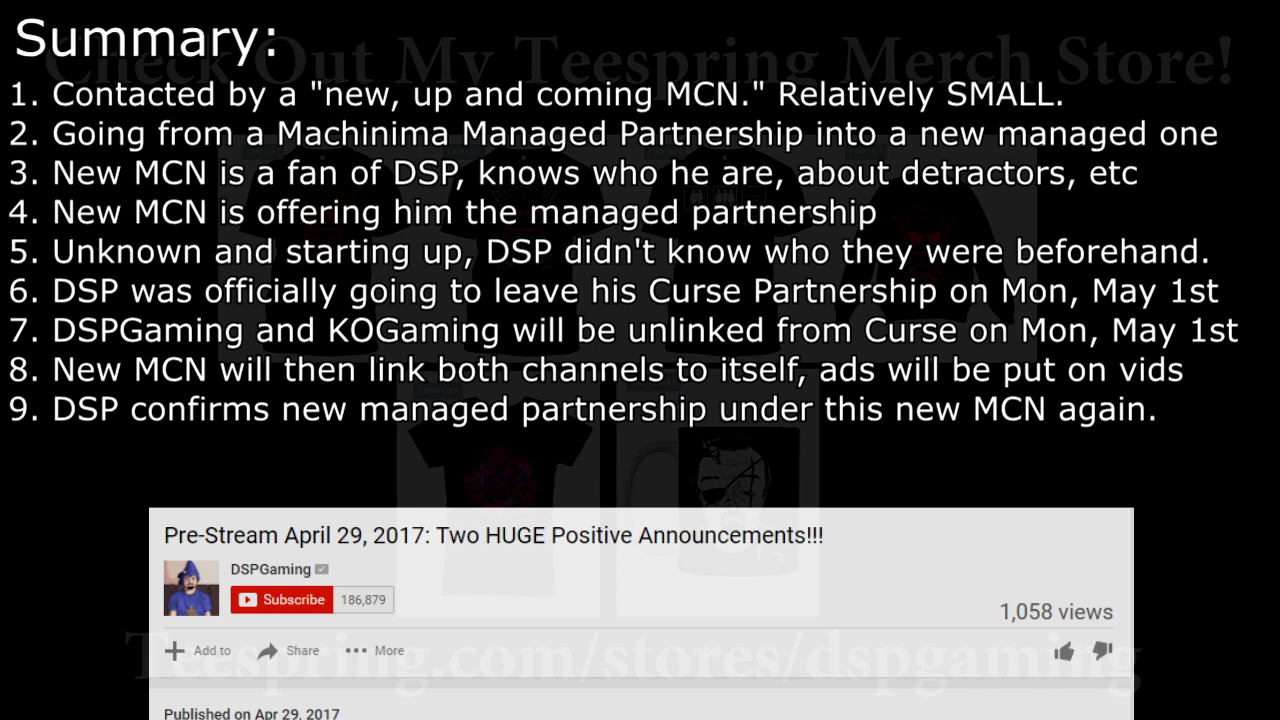 Check Out My Teespring Merch Store!
Summary:
1. Contacted by a "new, up and coming MCN." Relatively SMALL.
2. Going from a Machinima Managed Partnership into a new managed one
3. New MCN is a fan of DSP, knows who he are, about detractors, etc
4. New MCN is offering him the managed partnership
5. Unknown and starting up, DSP didn't know who they were beforehand.
6. DSP was officially going to leave his Curse Partnership on Mon, May 1st
7. DSPGaming and KOGaming will be unlinked from Curse on Mon, May 1st
8. New MCN will then link both channels to itself, ads will be put on vids
9. DSP confirms new managed partnership under this new MCN again.
Pre-Stream April 29, 2017: Two HUGE Positive Announcements!!!
DSPGaming
Subscribe 186,879
1,058 views
Add to Share More
Teespring.com/stores/dspgaming
Published on Apr 29, 2017